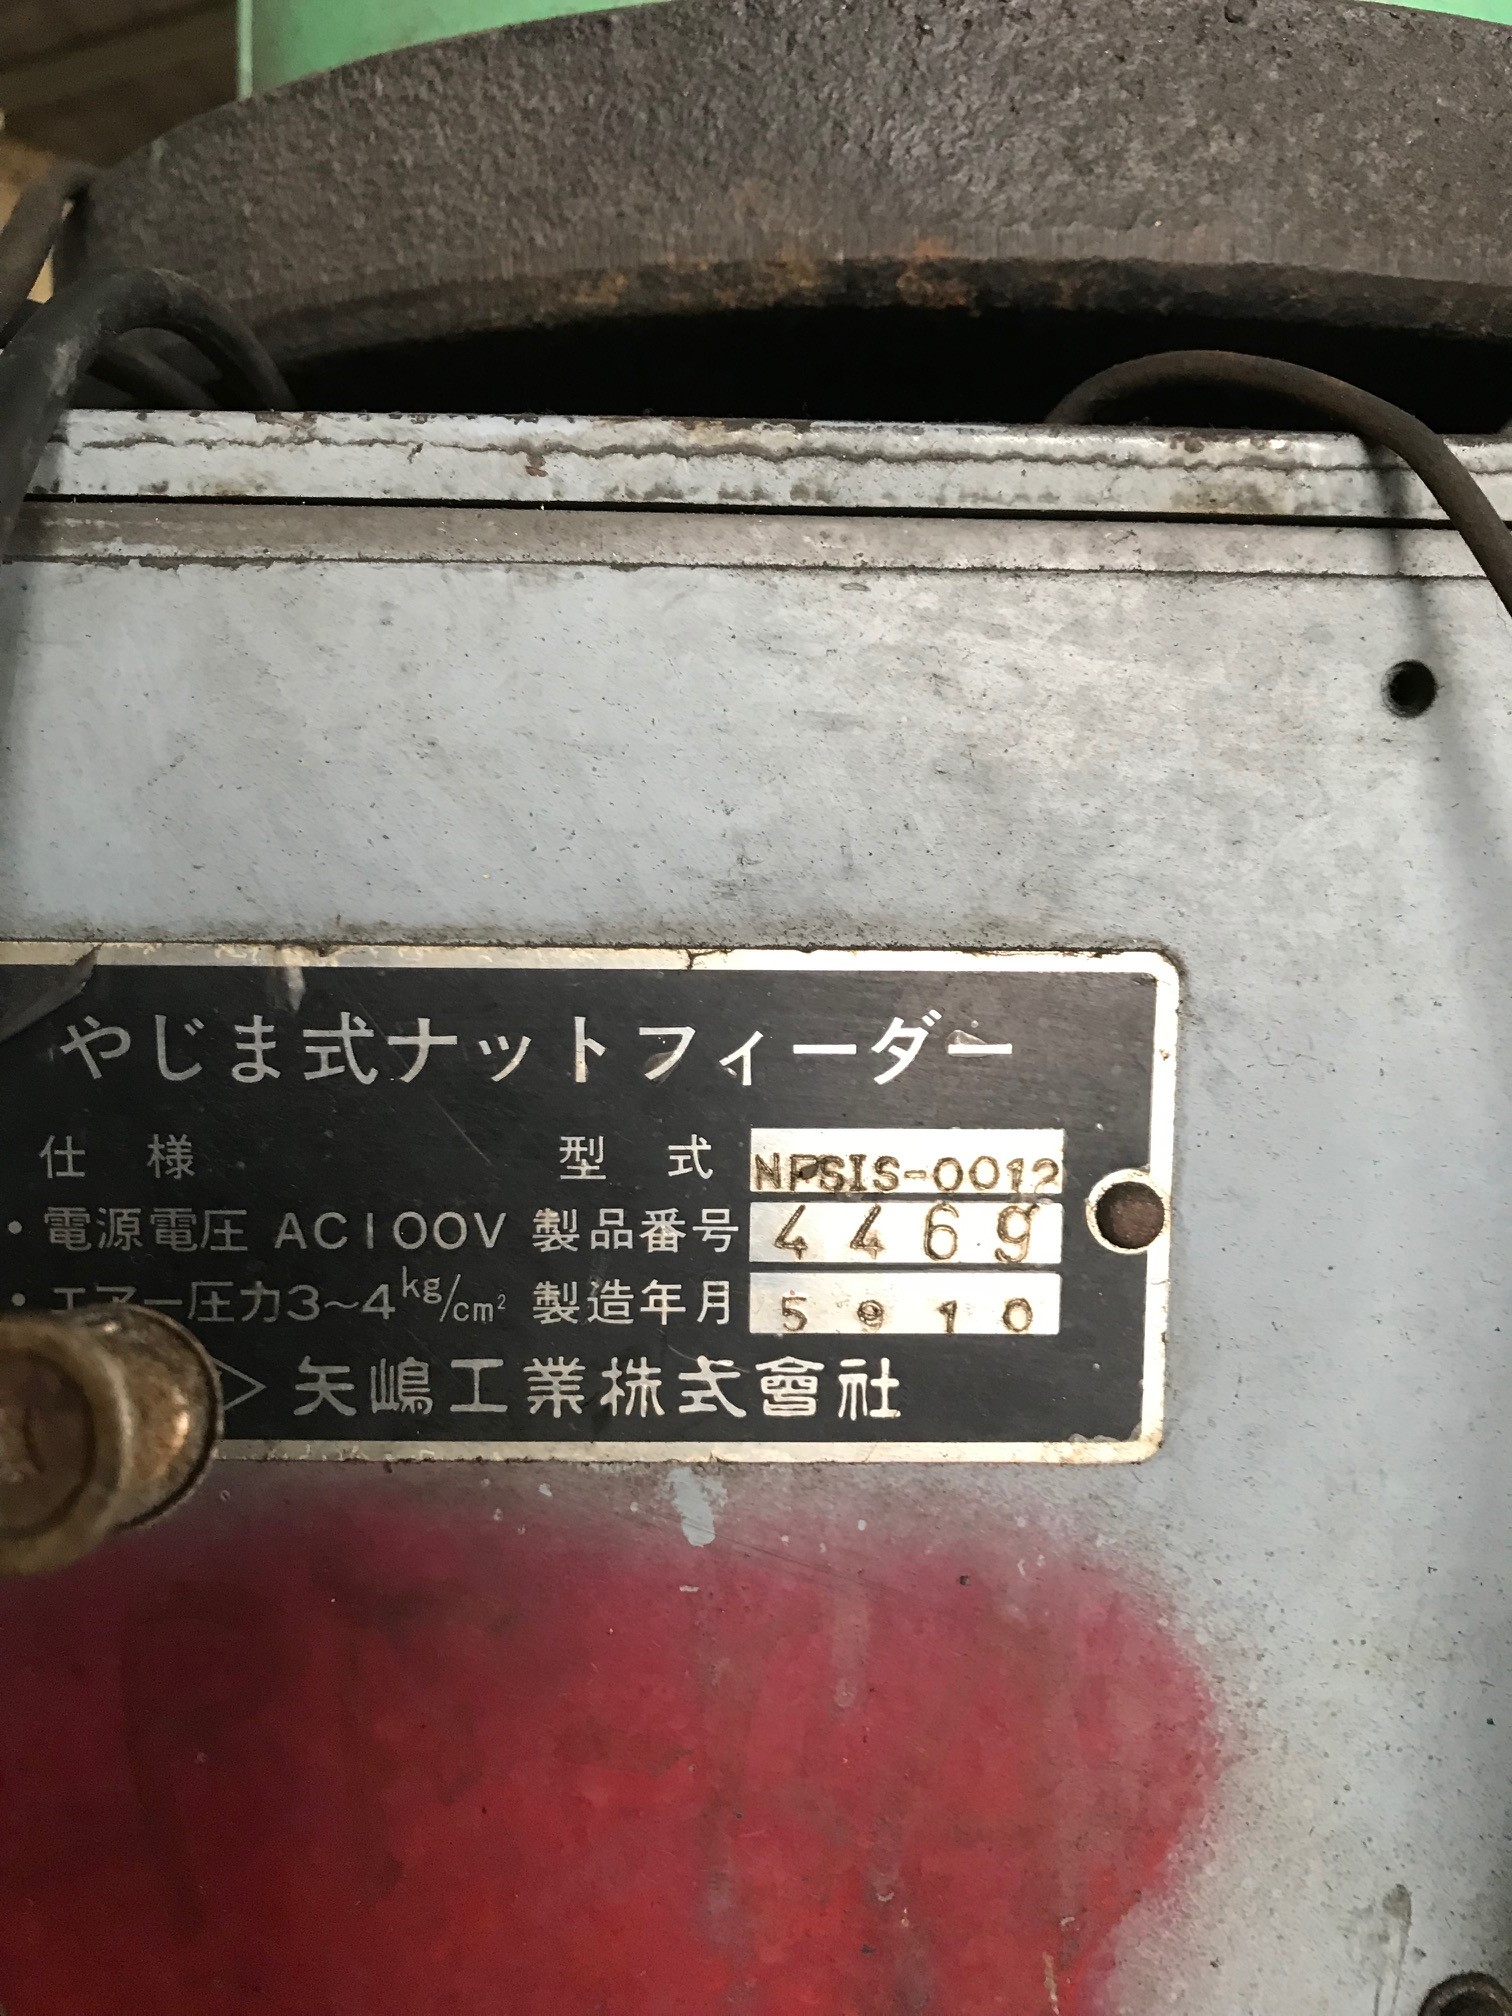 やじま式ナットフィーダー
仕様 型式 NPSIS-0012
・電源電圧 AC100V 製品番号 4469
・エアー圧力3~4kg/cm² 製造年月 5910
矢嶋工業株式會社